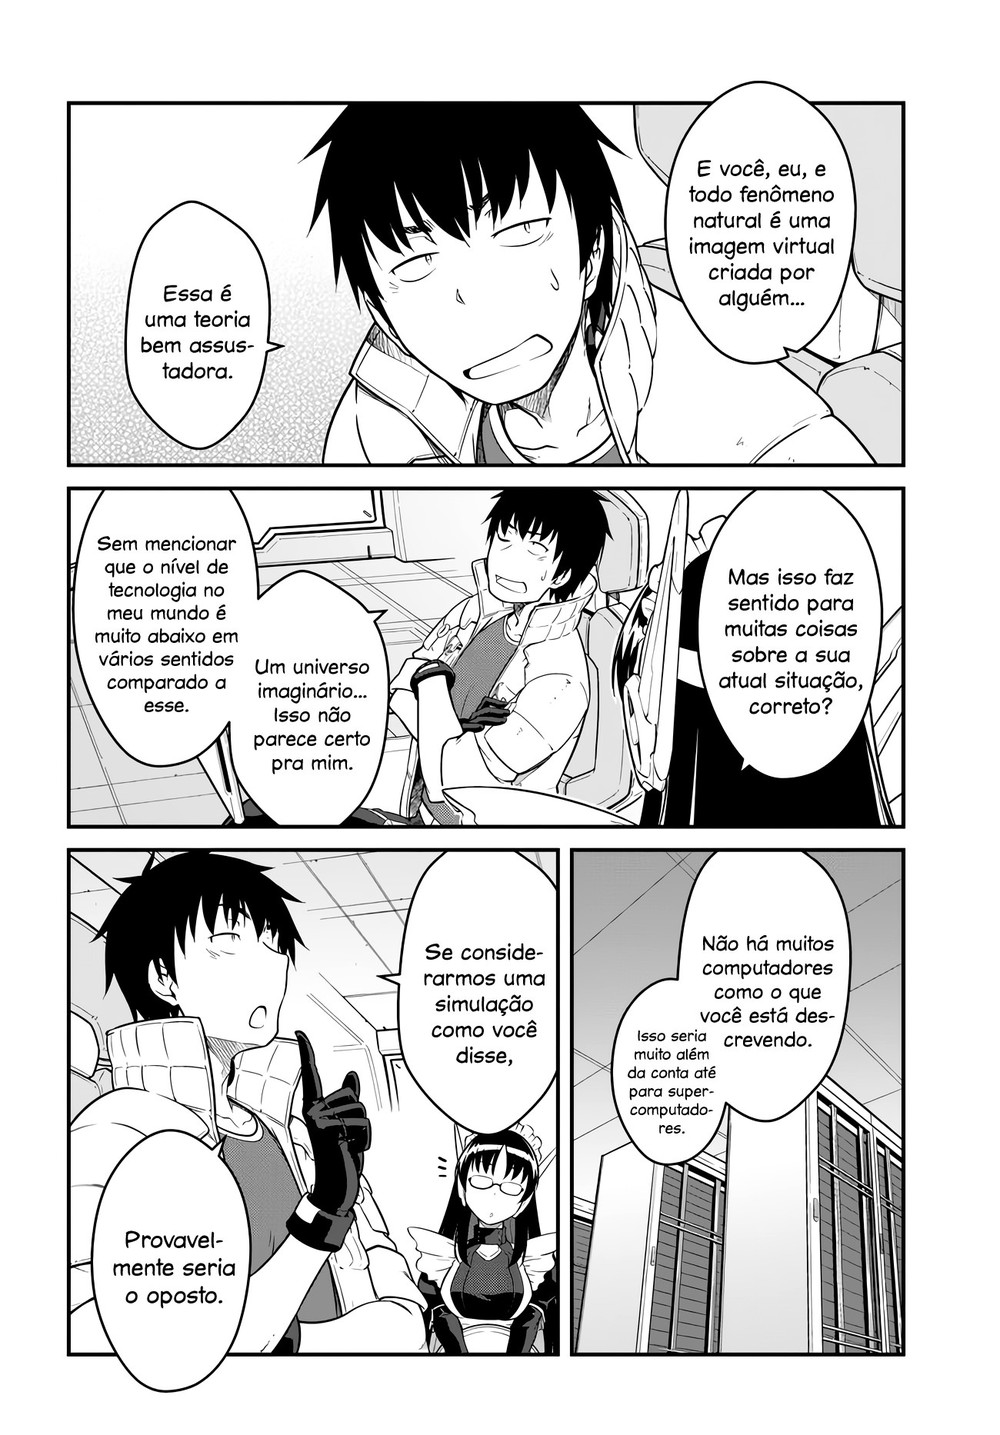 E você, eu, e
todo fenômeno
natural é uma
imagem virtual
criada por
alguém...
Essa é
uma teoria
bem assus-
tadora.
Mas isso faz
sentido para
muitas coisas
sobre a sua
atual situação,
correto?
Um universo
imaginário...
Isso não
parece certo
pra mim.
Sem mencionar
que o nível de
tecnologia no
meu mundo é
muito abaixo em
vários sentidos
comparado a
esse.
Não há muitos
computadores
como o que
você está des-
crevendo.
Isso seria
muito além
da conta até
para super-
computado-
res.
Se conside-
rarmos uma
simulação
como você
disse,
Provavel-
mente seria
o oposto.